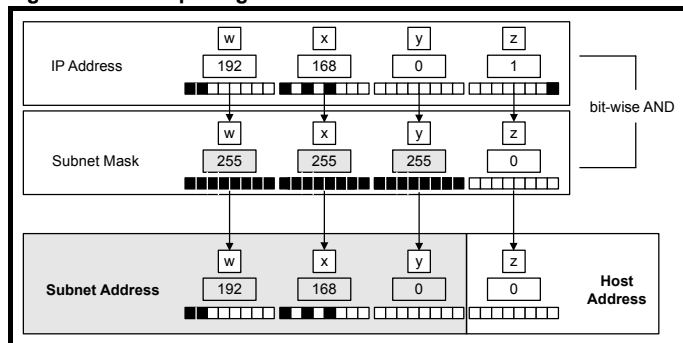 w x y z
IP Address 192 168 0 1
bit-wise AND
w x y z
Subnet Mask 255 255 255 0
w x y z
Subnet Address 192 168 0 0 Host
Address